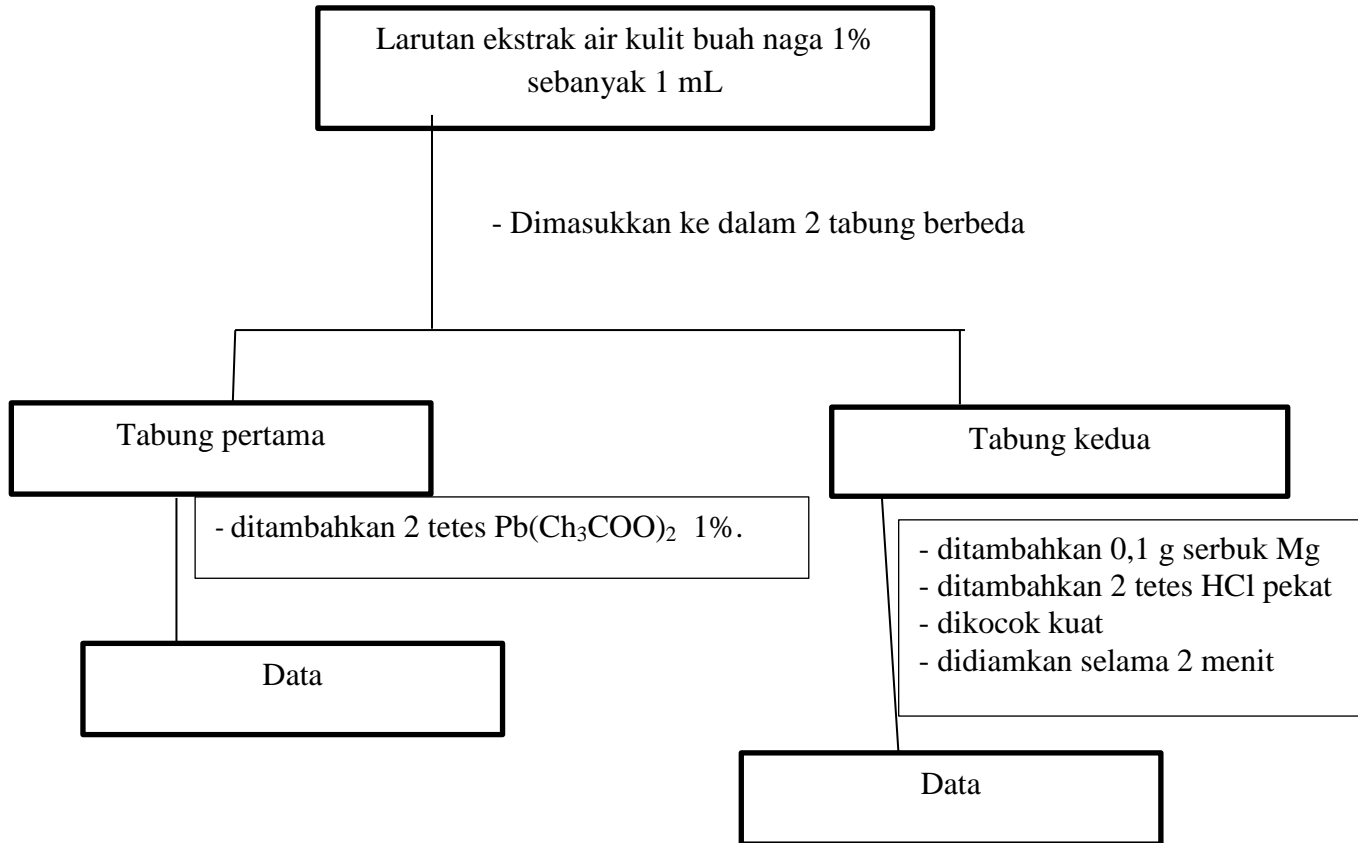 Larutan ekstrak air kulit buah naga 1%
sebanyak 1 mL
- Dimasukkan ke dalam 2 tabung berbeda
Tabung pertama
- ditambahkan 2 tetes Pb(Ch₃COO)₂ 1%.
Data
Tabung kedua
- ditambahkan 0,1 g serbuk Mg
- ditambahkan 2 tetes HCl pekat
- dikocok kuat
- didiamkan selama 2 menit
Data